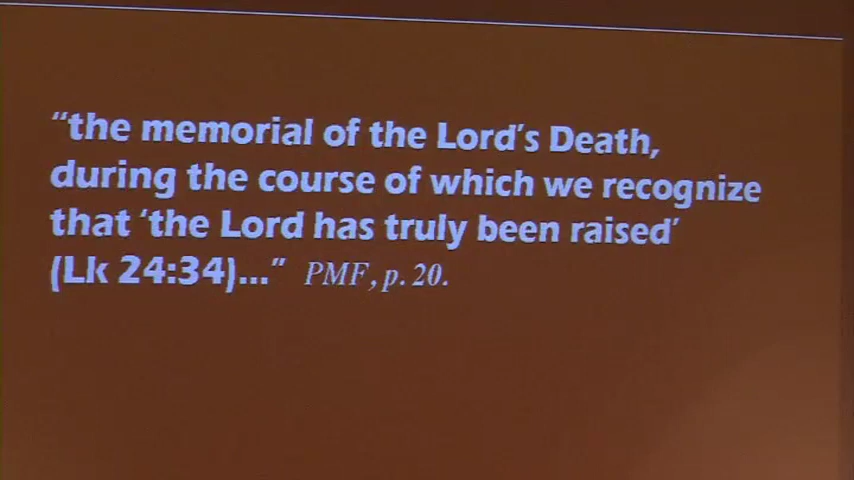 “the memorial of the Lord’s Death,
during the course of which we recognize
that ‘the Lord has truly been raised’
(Lk 24:34)...” PMF, p. 20.